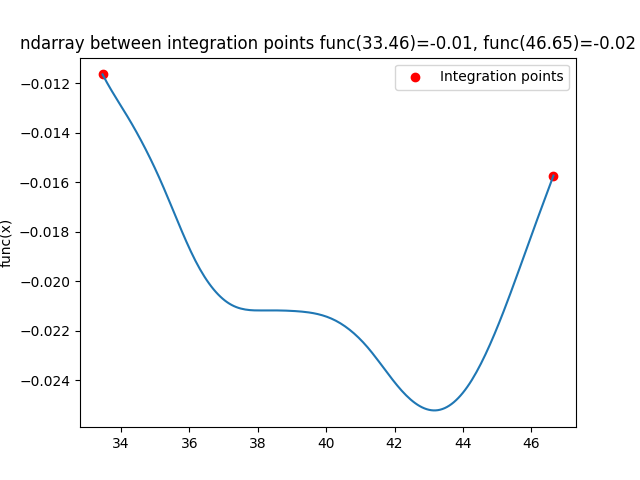 ndarray between integration points func(33.46)=-0.01, func(46.65)=-0.02
Integration points
−0.012
−0.014
−0.016
−0.018
−0.020
−0.022
−0.024
func(x)
34 36 38 40 42 44 46